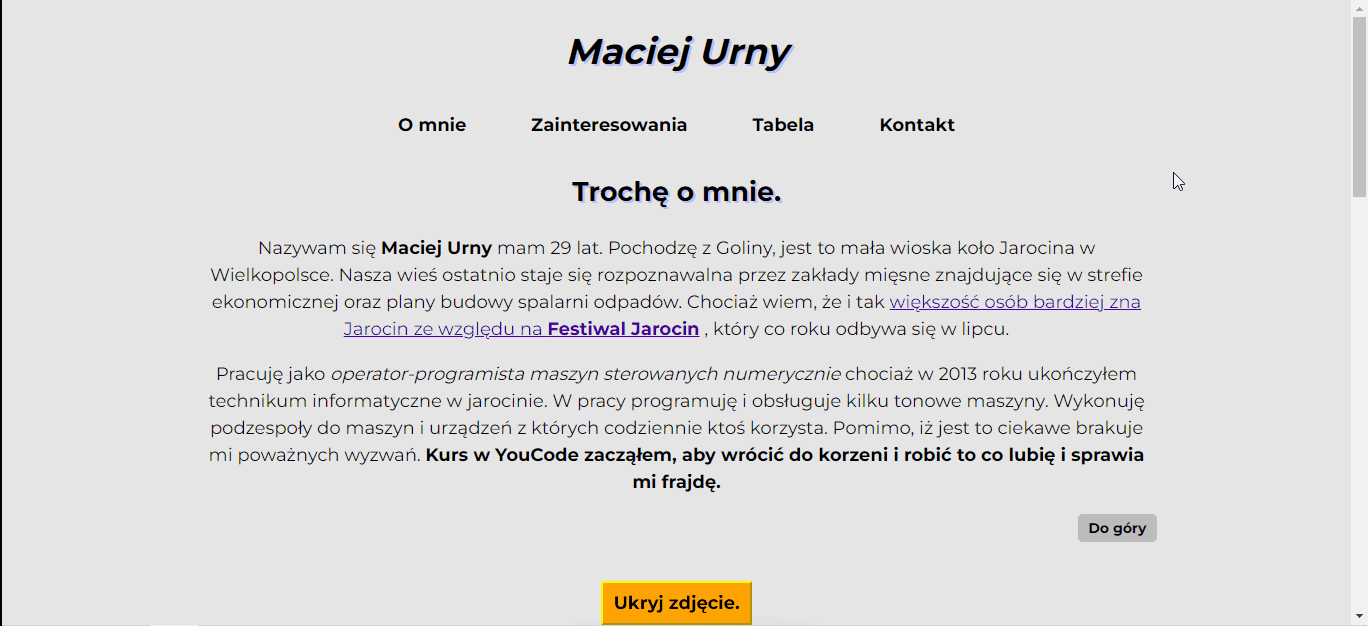 Maciej Urny
O mnie Zainteresowania Tabela Kontakt
Trochę o mnie.
Nazywam się Maciej Urny mam 29 lat. Pochodzę z Goliny, jest to mała wioska koło Jarocina w
Wielkopolsce. Nasza wieś ostatnio staje się rozpoznawalna przez zakłady mięsne znajdujące się w strefie
ekonomicznej oraz plany budowy spalarni odpadów. Chociaż wiem, że i tak większość osób bardziej zna
Jarocin ze względu na Festiwal Jarocin , który co roku odbywa się w lipcu.
Pracuję jako operator-programista maszyn sterowanych numerycznie chociaż w 2013 roku ukończyłem
technikum informatyczne w jarocinie. W pracy programuję i obsługuje kilku tonowe maszyny. Wykonuję
podzespoły do maszyn i urządzeń z których codziennie ktoś korzysta. Pomimo, iż jest to ciekawe brakuje
mi poważnych wyzwań. Kurs w YouCode zacząłem, aby wrócić do korzeni i robić to co lubię i sprawia
mi frajdę.
Do góry
Ukryj zdjęcie.